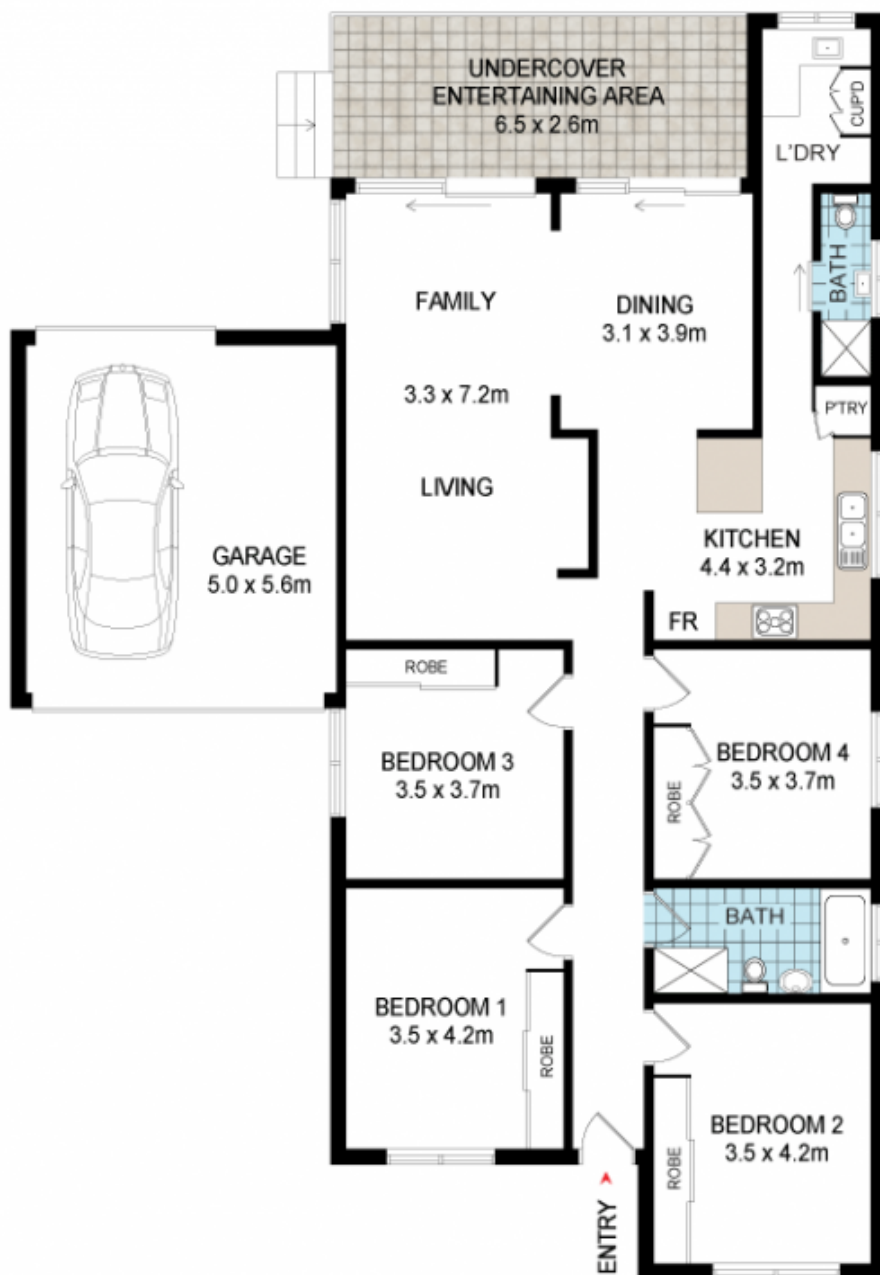 UNDERCOVER
ENTERTAINING AREA
6.5 x 2.6m
CUP'D
L'DRY
BATH
FAMILY
DINING
3.1 x 3.9m
3.3 x 7.2m
P'TRY
LIVING
KITCHEN
4.4 x 3.2m
GARAGE
5.0 x 5.6m
FR
ROBE
BEDROOM 3
3.5 x 3.7m
BEDROOM 4
3.5 x 3.7m
ROBE
BATH
BEDROOM 1
3.5 x 4.2m
ROBE
BEDROOM 2
3.5 x 4.2m
ROBE
ENTRY